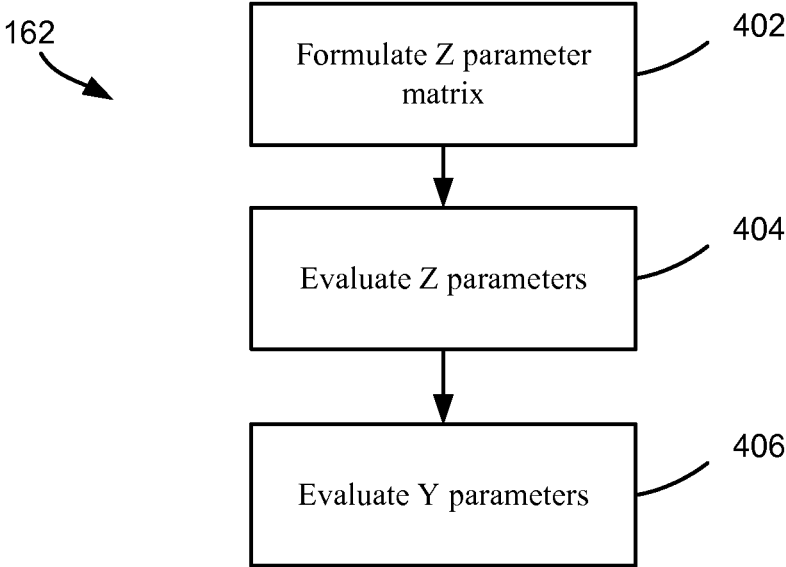 162
402
Formulate Z parameter
matrix
404
Evaluate Z parameters
406
Evaluate Y parameters